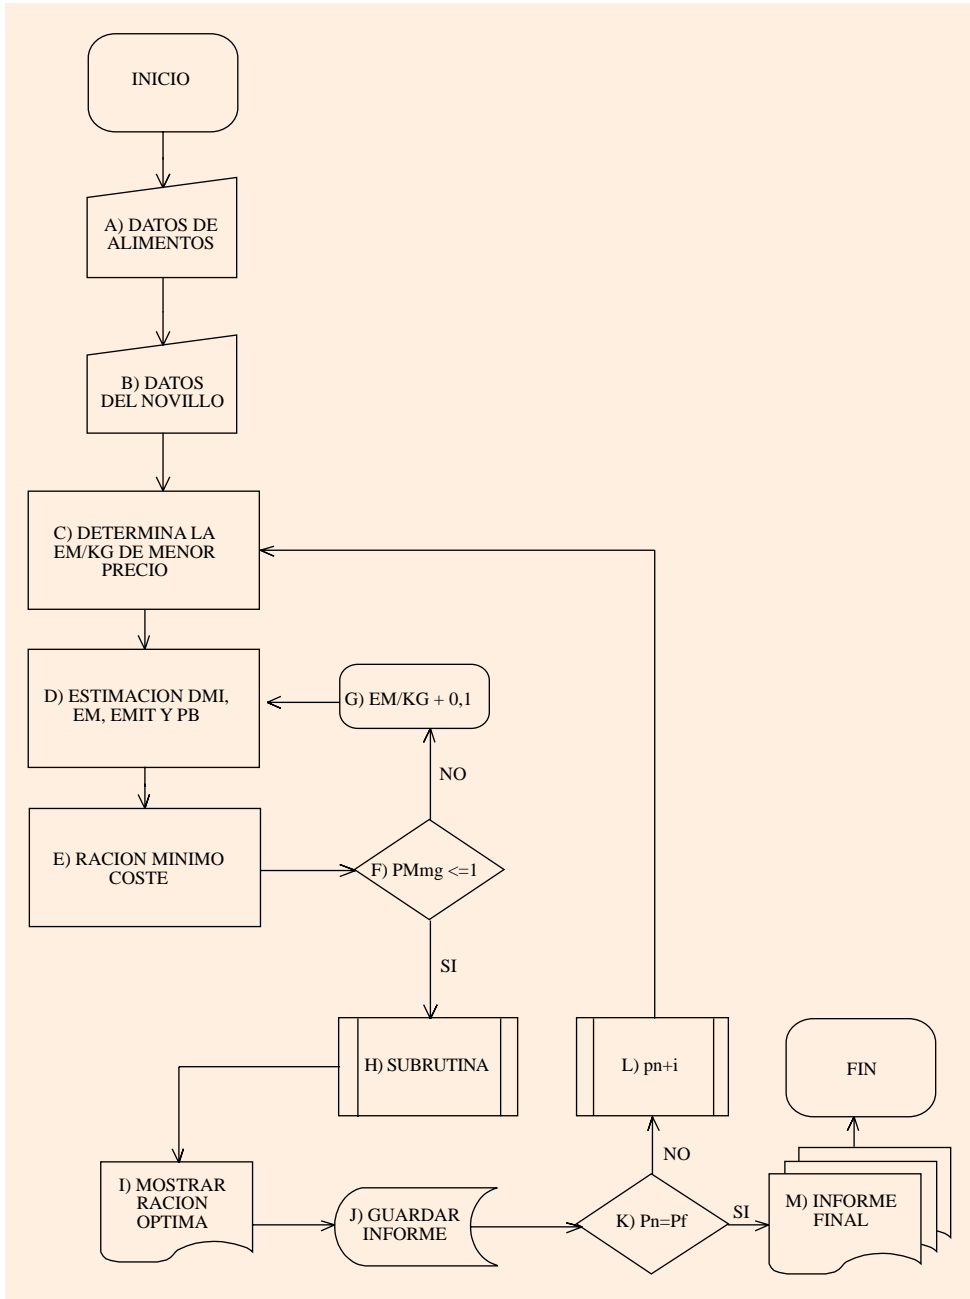 INICIO
A) DATOS DE
ALIMENTOS
B) DATOS
DEL NOVILLO
C) DETERMINA LA
EM/KG DE MENOR
PRECIO
D) ESTIMACION DMI,
EM, EMIT Y PB
G) EM/KG + 0,1
NO
E) RACION MINIMO
COSTE
F) PMmg <=1
SI
H) SUBRUTINA
L) pn+i
FIN
NO
I) MOSTRAR
RACION
OPTIMA
J) GUARDAR
INFORME
K) Pn=Pf
SI
M) INFORME
FINAL